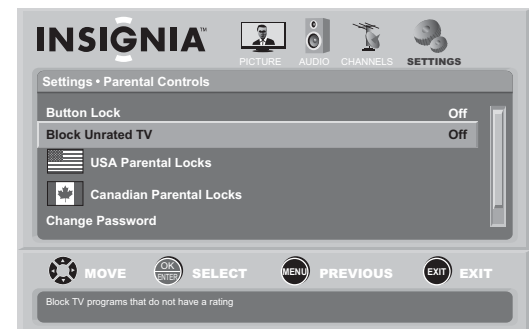 INSIGNIA™
PICTURE AUDIO CHANNELS SETTINGS
Settings • Parental Controls
Button Lock Off
Block Unrated TV Off
USA Parental Locks
Canadian Parental Locks
Change Password
MOVE OK ENTER SELECT MENU PREVIOUS EXIT EXIT
Block TV programs that do not have a rating